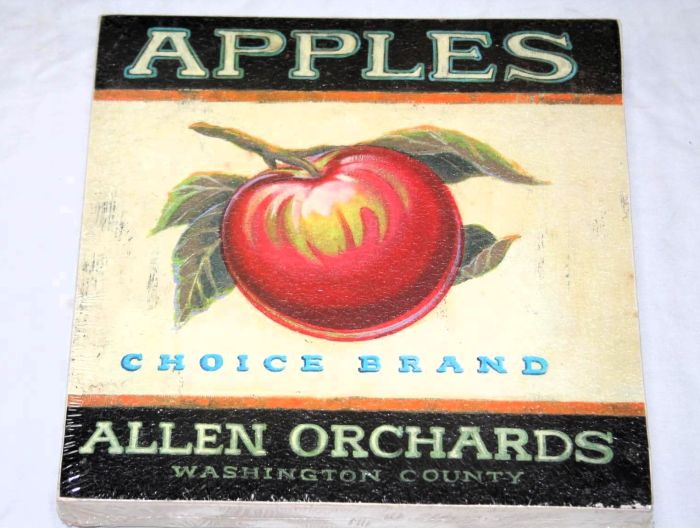 APPLES
CHOICE BRAND
ALLEN ORCHARDS
WASHINGTON COUNTY